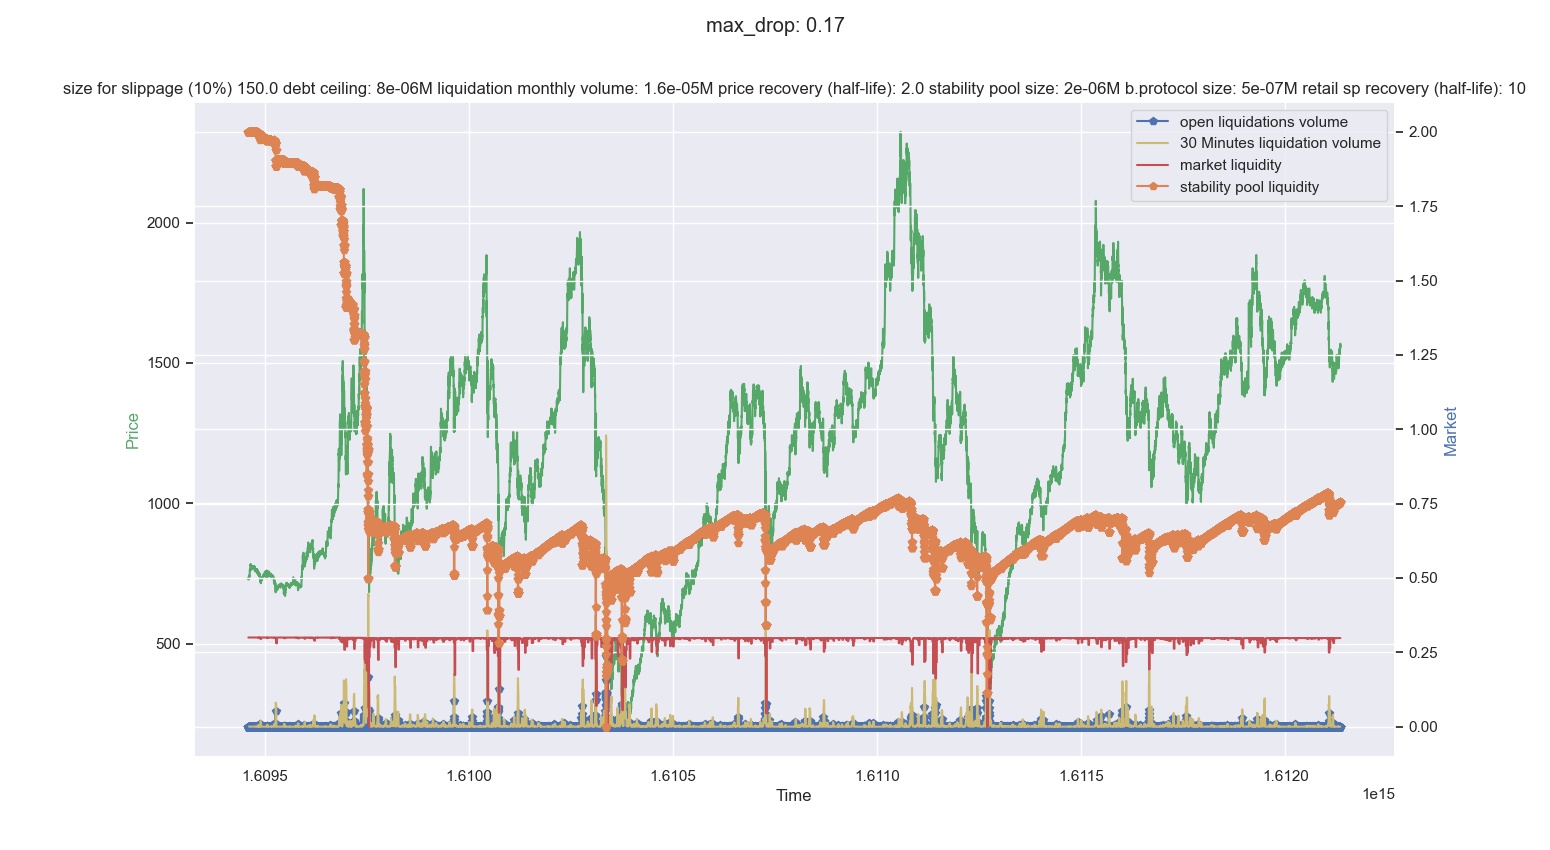 max_drop: 0.17
size for slippage (10%) 150.0 debt ceiling: 8e-06M liquidation monthly volume: 1.6e-05M price recovery (half-life): 2.0 stability pool size: 2e-06M b.protocol size: 5e-07M retail sp recovery (half-life): 10
open liquidations volume
30 Minutes liquidation volume
market liquidity
stability pool liquidity
2000
1500
1000
500
Price
2.00
1.75
1.50
1.25
1.00
0.75
0.50
0.25
0.00
Market
1.6095 1.6100 1.6105 1.6110 1.6115 1.6120
Time
1e15